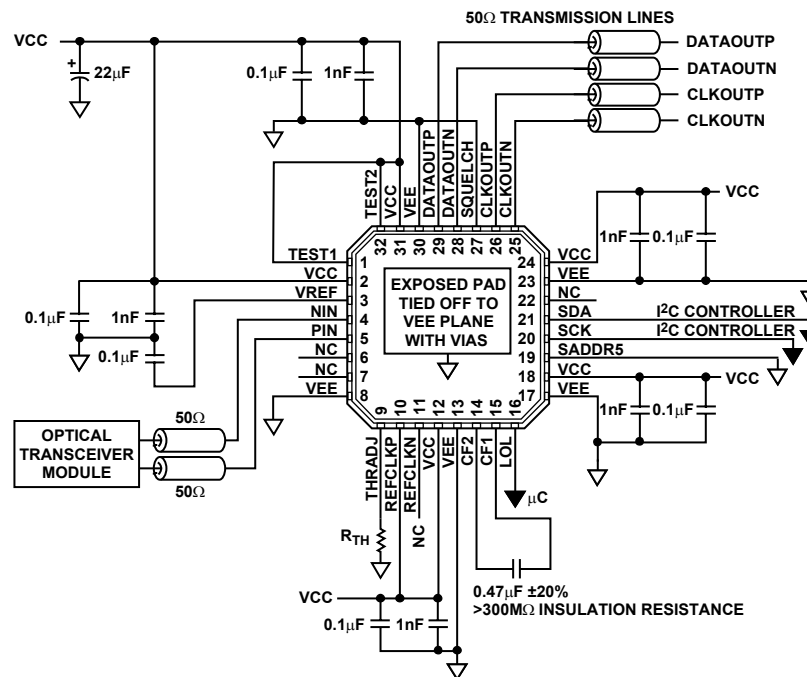 50Ω TRANSMISSION LINES
VCC
+
22µF
0.1µF
1nF
DATAOUTP
DATAOUTN
CLKOUTP
CLKOUTN
TEST2
VCC
VEE
DATAOUTP
DATAOUTN
SQUELCH
CLKOUTP
CLKOUTN
32
31
30
29
28
27
26
25
TEST1
VCC
VREF
NIN
PIN
NC
NC
VEE
1
2
3
4
5
6
7
8
0.1µF
1nF
0.1µF
EXPOSED PAD
TIED OFF TO
VEE PLANE
WITH VIAS
24
23
22
21
20
19
18
17
VCC
VEE
NC
SDA
SCK
SADDR5
VCC
VEE
1nF
0.1µF
VCC
I²C CONTROLLER
I²C CONTROLLER
VCC
1nF
0.1µF
OPTICAL
TRANSCEIVER
MODULE
50Ω
50Ω
9
10
11
12
13
14
15
16
THRADJ
REFCLKP
REFCLKN
VCC
VEE
CF2
CF1
LOL
NC
µC
RTH
VCC
0.1µF
1nF
0.47µF ±20%
>300MΩ INSULATION RESISTANCE